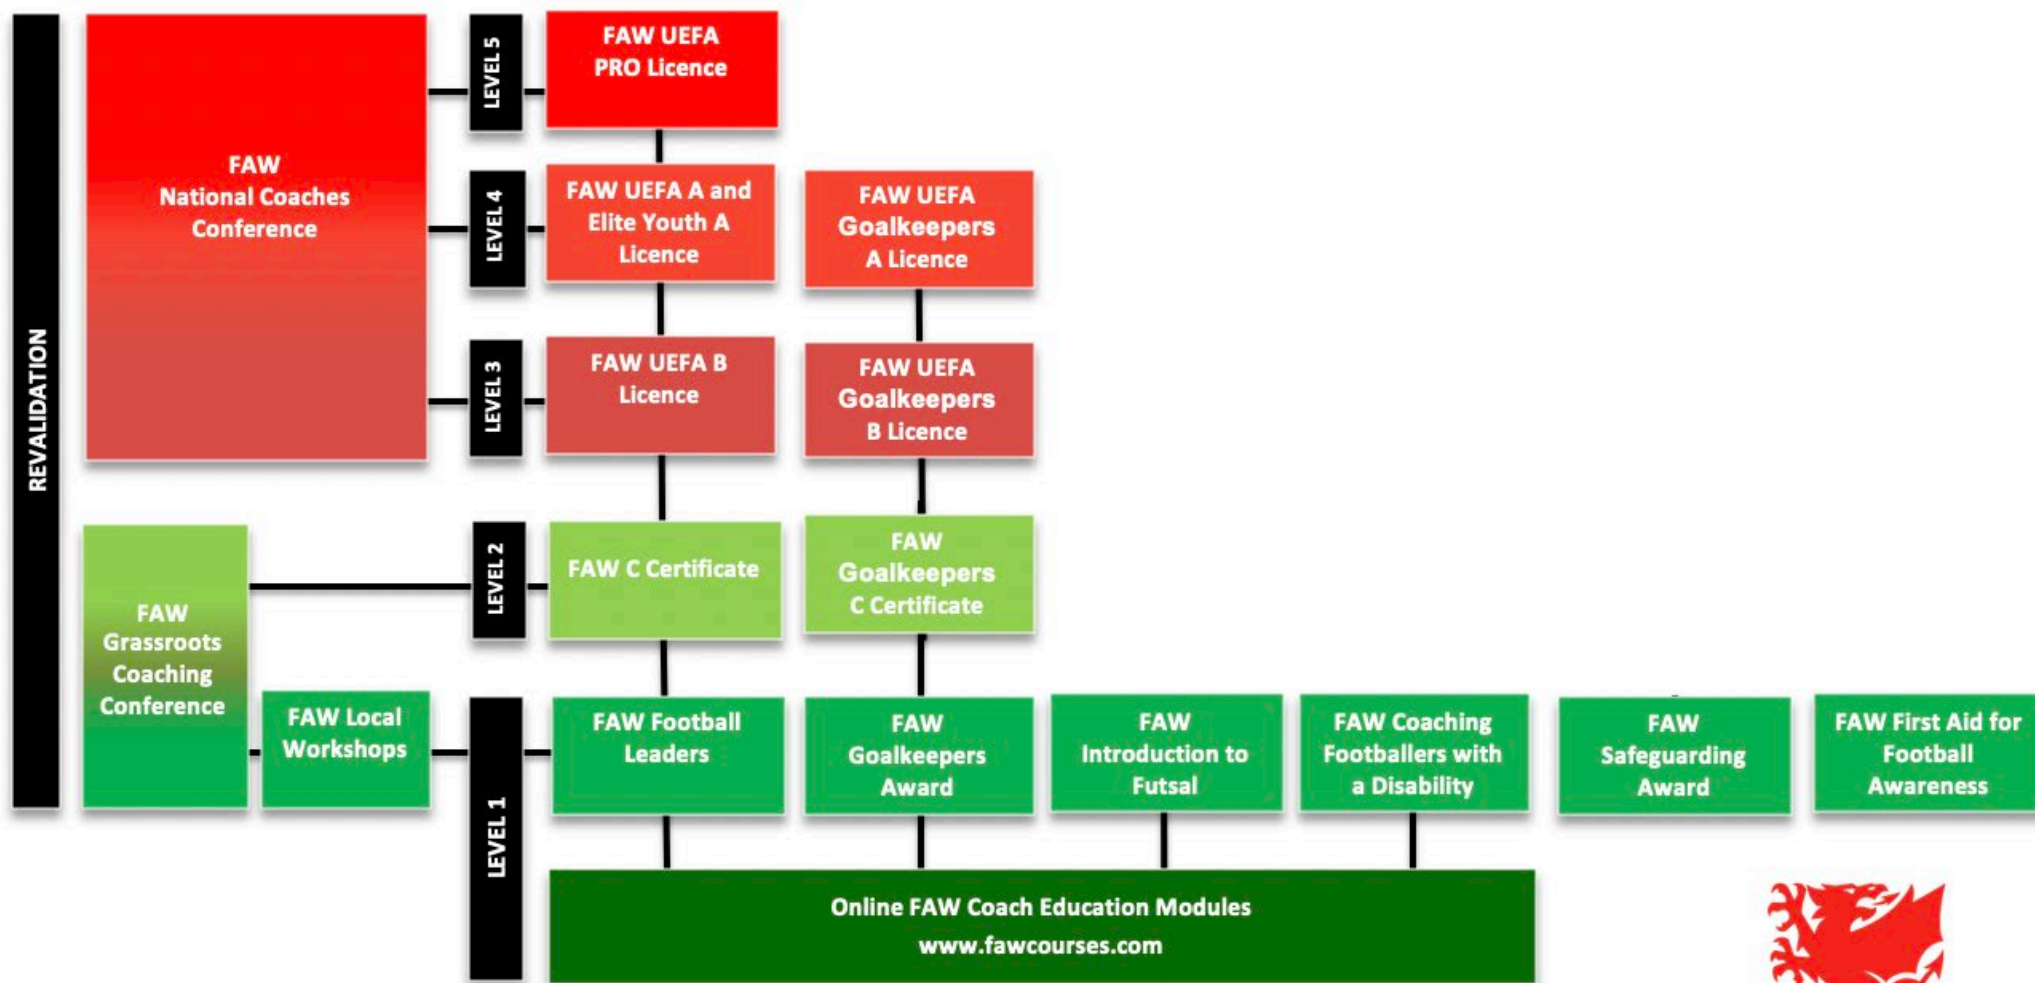 REVALIDATION
FAW
National Coaches
Conference
LEVEL 5
FAW UEFA
PRO Licence
LEVEL 4
FAW UEFA A and
Elite Youth A
Licence
FAW UEFA
Goalkeepers
A Licence
LEVEL 3
FAW UEFA B
Licence
FAW UEFA
Goalkeepers
B Licence
FAW
Grassroots
Coaching
Conference
LEVEL 2
FAW C Certificate
FAW
Goalkeepers
C Certificate
FAW Local
Workshops
LEVEL 1
FAW Football
Leaders
FAW
Goalkeepers
Award
FAW
Introduction to
Futsal
FAW Coaching
Footballers with
a Disability
FAW
Safeguarding
Award
FAW First Aid for
Football
Awareness
Online FAW Coach Education Modules
www.fawcourses.com